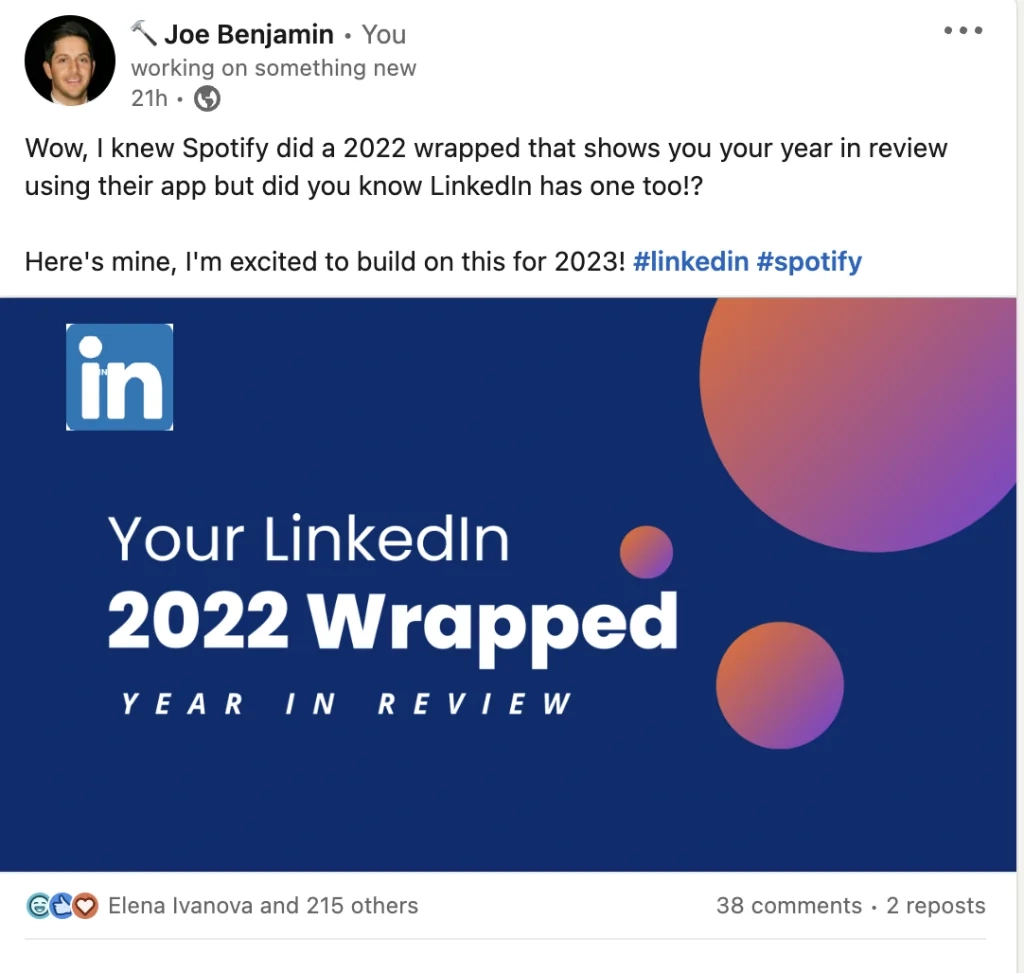 🔨 Joe Benjamin • You
working on something new
21h •
Wow, I knew Spotify did a 2022 wrapped that shows you your year in review
using their app but did you know LinkedIn has one too!?
Here's mine, I'm excited to build on this for 2023! #linkedin #spotify
in
IN
Your LinkedIn
2022 Wrapped
YEAR IN REVIEW
Elena Ivanova and 215 others 38 comments • 2 reposts